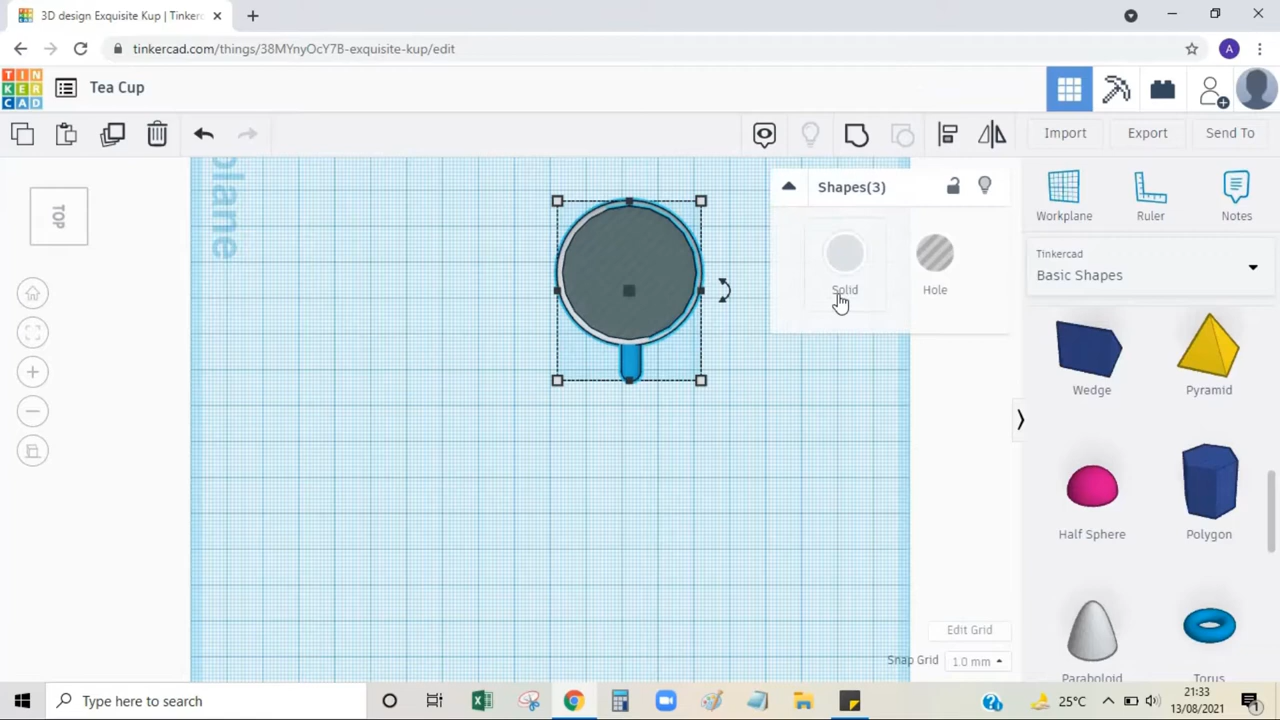 3D design Exquisite Kup | Tinkerc
tinkercad.com/things/38MYnyOcY7B-exquisite-kup/edit
A
TIN
KER
CAD
Tea Cup
Import
Export
Send To
plane
TOP
Shapes(3)
Solid
Hole
Workplane
Ruler
Notes
Tinkercad
Basic Shapes
Wedge
Pyramid
Half Sphere
Polygon
Paraboloid
Torus
Edit Grid
Snap Grid
1.0 mm
Type here to search
25°C
21:33
13/08/2021
1